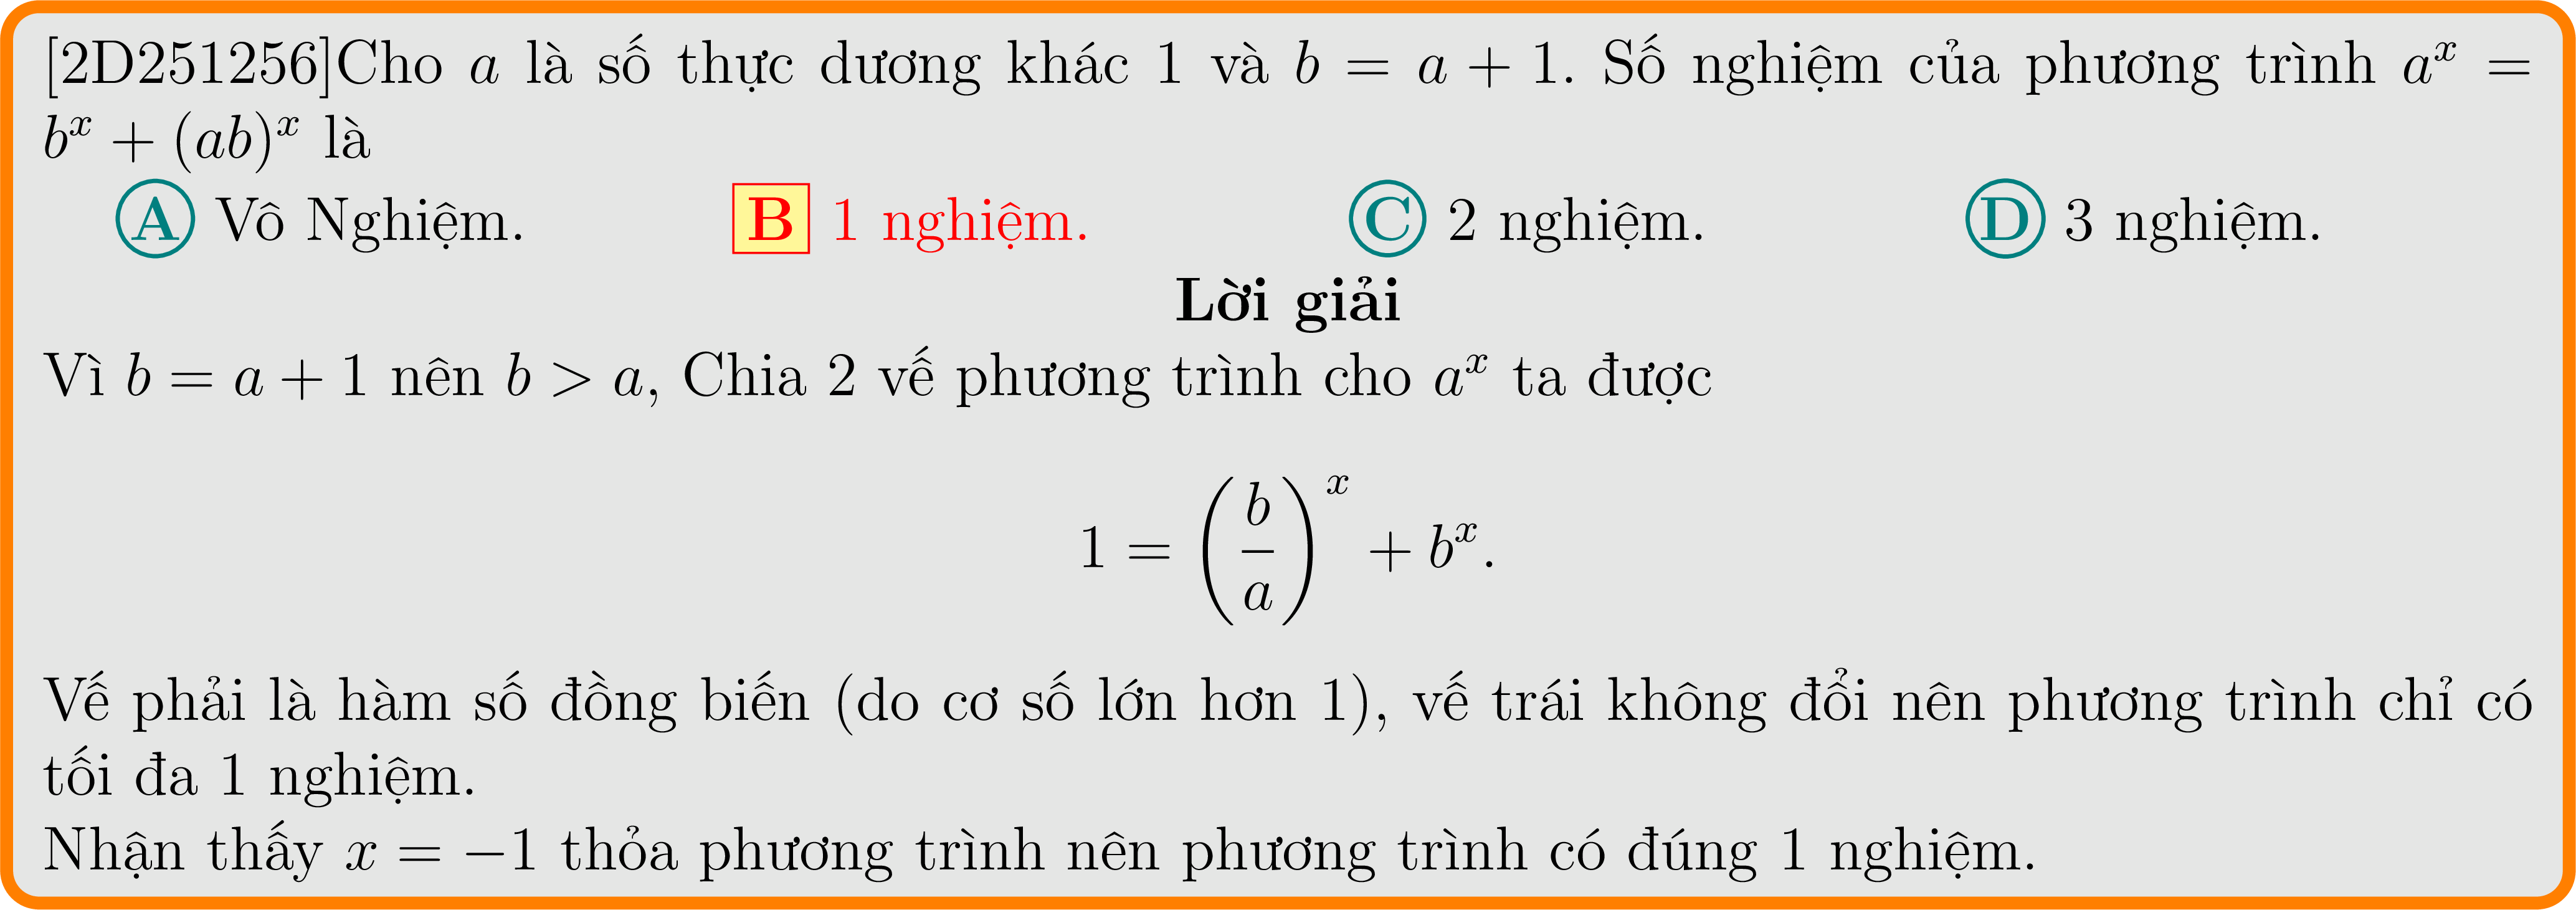 [2D251256]Cho a là số thực dương khác 1 và b = a + 1. Số nghiệm của phương trình aˣ =
bˣ + (ab)ˣ là
A Vô Nghiệm. B 1 nghiệm. C 2 nghiệm. D 3 nghiệm.
Lời giải
Vì b = a + 1 nên b > a, Chia 2 vế phương trình cho aˣ ta được
1 = (b/a)ˣ + bˣ.
Vế phải là hàm số đồng biến (do cơ số lớn hơn 1), vế trái không đổi nên phương trình chỉ có
tối đa 1 nghiệm.
Nhận thấy x = −1 thỏa phương trình nên phương trình có đúng 1 nghiệm.